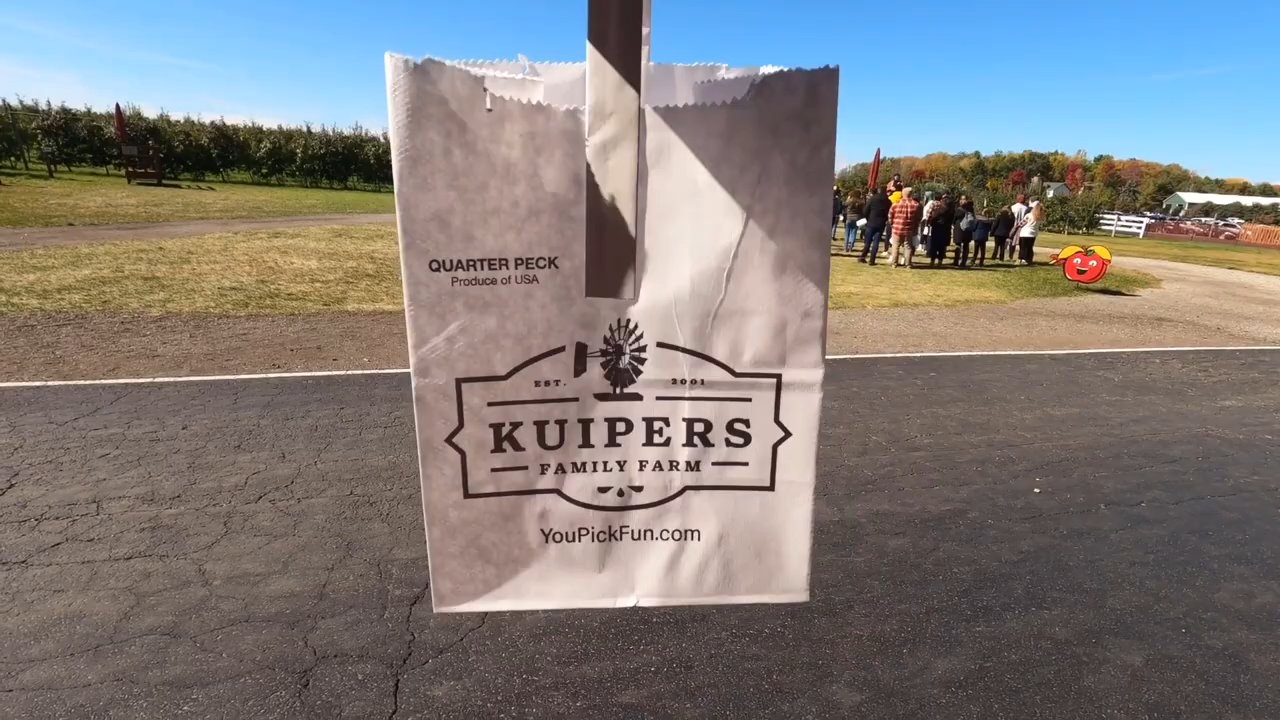 QUARTER PECK
Produce of USA
EST. 2001
KUIPERS
FAMILY FARM
YouPickFun.com